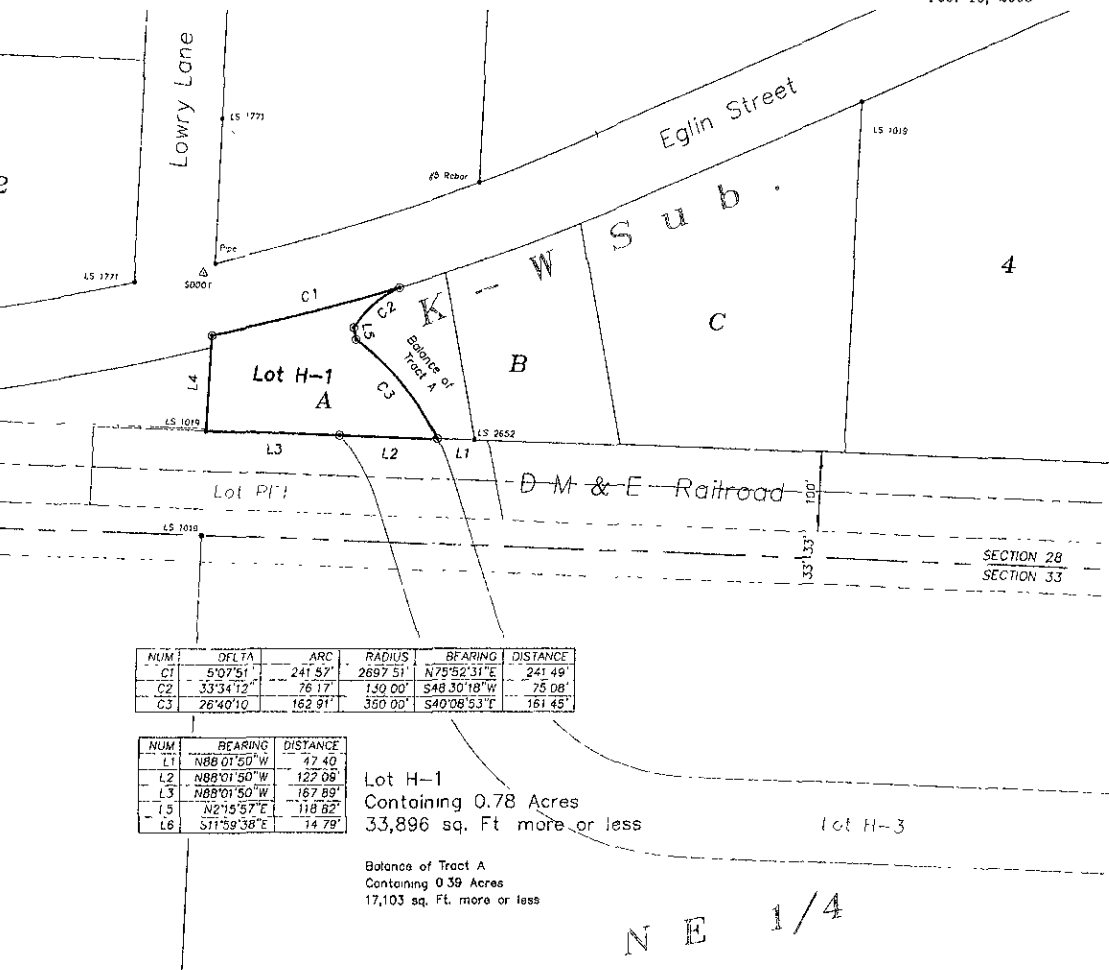 Lowry Lane
LS 1771
Eglin Street
LS 1019
#5 Rebar
2
K - W Sub.
Pipe
S0001
LS 1771
4
C1
C2
L5
Balance of
Tract A
C
B
L4
Lot H-1
A
C3
LS 1019
LS 2652
L3
L2
L1
D M & E Railroad
100'
LS 1019
33' 33'
SECTION 28
SECTION 33
NUM DELTA ARC RADIUS BEARING DISTANCE
C1 5°07'51" 241.57' 2697.51' N75°52'31"E 241.49'
C2 33°34'12" 76.17' 130.00' S48°30'18"W 75.08'
C3 26°40'10 162.91' 350.00' S40°08'53"E 161.45'
NUM BEARING DISTANCE
L1 N88°01'50"W 47.40
L2 N88°01'50"W 122.09'
L3 N88°01'50"W 167.89'
L5 N2°15'57"E 118.82'
L6 S11°59'38"E 14.79'
Lot H-1
Containing 0.78 Acres
33,896 sq. Ft more or less
Lot H-3
Balance of Tract A
Containing 0.39 Acres
17,103 sq. Ft. more or less
N E 1/4